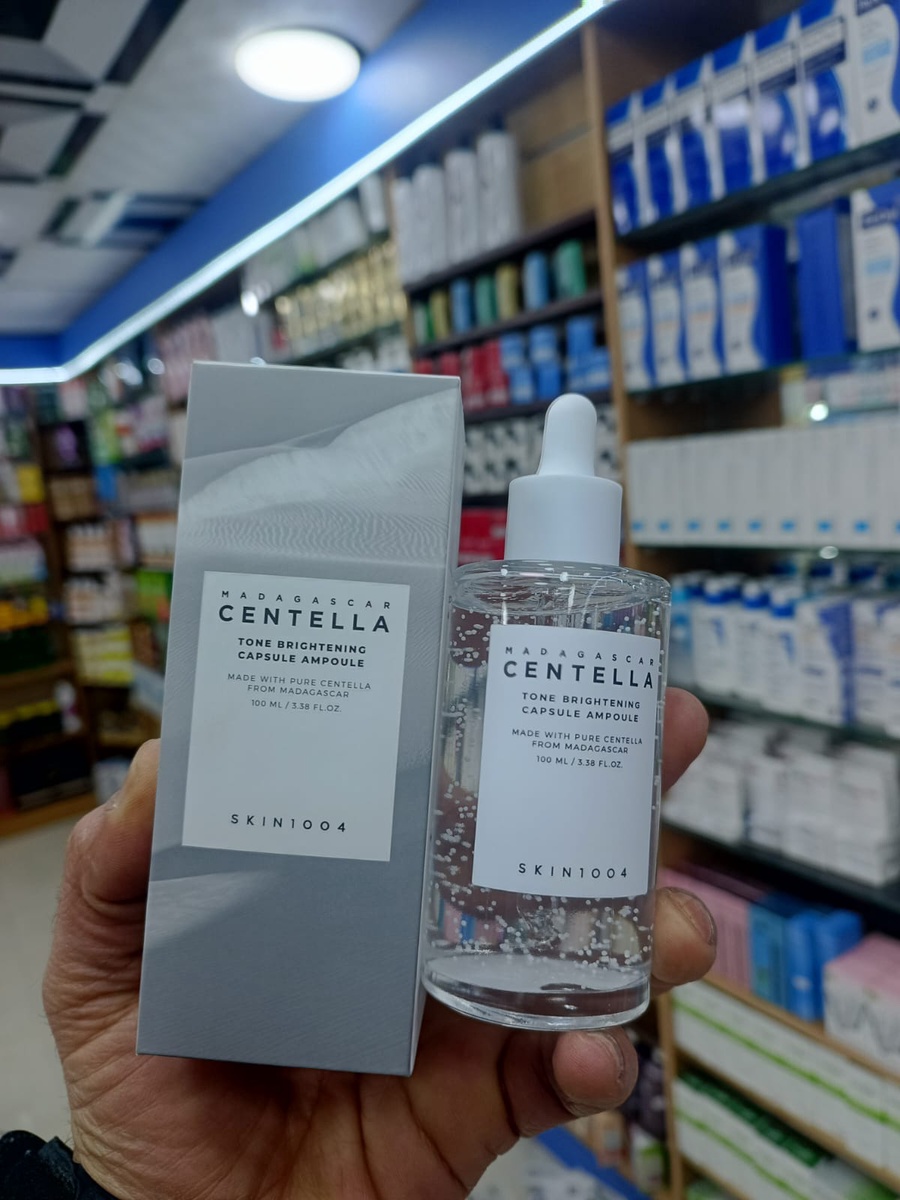 MADAGASCAR
CENTELLA
TONE BRIGHTENING
CAPSULE AMPOULE
MADE WITH PURE CENTELLA
FROM MADAGASCAR
100 ML / 3.38 FL.OZ.
SKIN1004
MADAGASCAR
CENTELLA
TONE BRIGHTENING
CAPSULE AMPOULE
MADE WITH PURE CENTELLA
FROM MADAGASCAR
100 ML / 3.38 FL.OZ.
SKIN1004